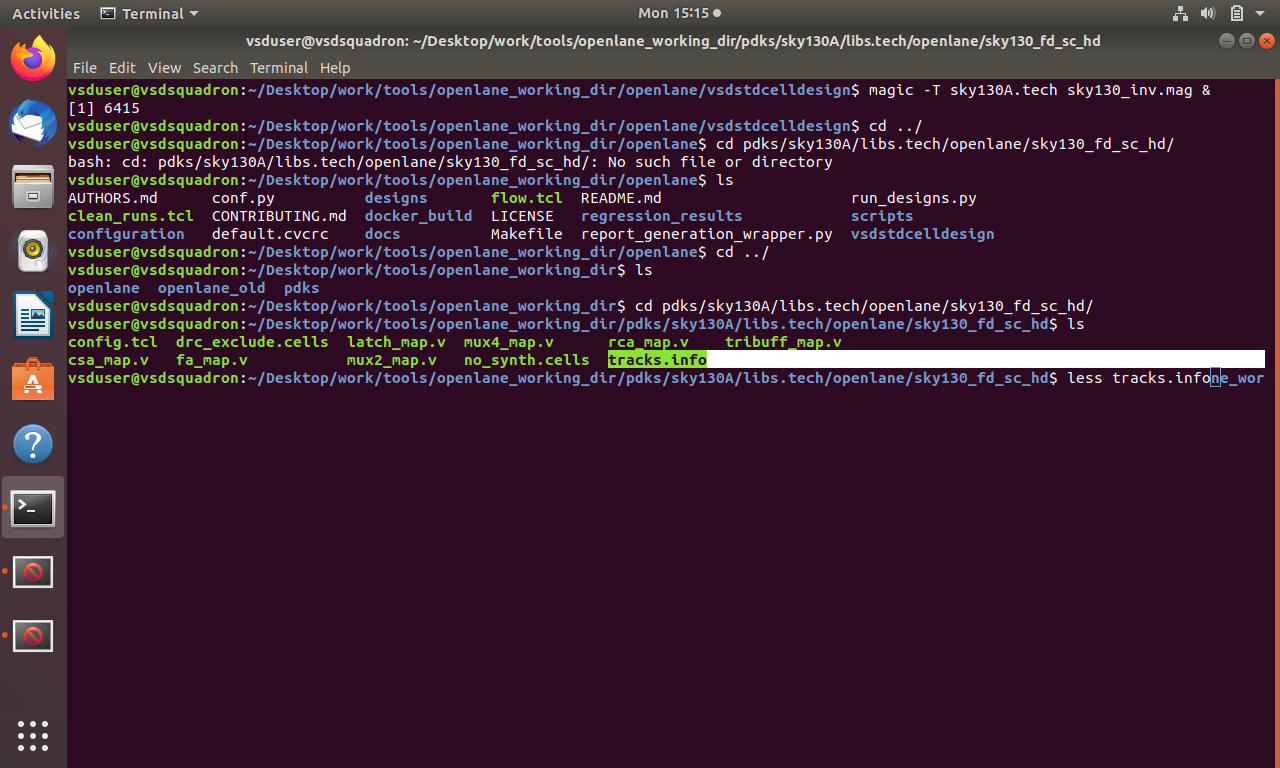 Activities Terminal Mon 15:15
vsduser@vsdsquadron: ~/Desktop/work/tools/openlane_working_dir/pdks/sky130A/libs.tech/openlane/sky130_fd_sc_hd
File Edit View Search Terminal Help
vsduser@vsdsquadron:~/Desktop/work/tools/openlane_working_dir/openlane/vsdstdcelldesign$ magic -T sky130A.tech sky130_inv.mag &
[1] 6415
vsduser@vsdsquadron:~/Desktop/work/tools/openlane_working_dir/openlane/vsdstdcelldesign$ cd ../
vsduser@vsdsquadron:~/Desktop/work/tools/openlane_working_dir/openlane$ cd pdks/sky130A/libs.tech/openlane/sky130_fd_sc_hd/
bash: cd: pdks/sky130A/libs.tech/openlane/sky130_fd_sc_hd/: No such file or directory
vsduser@vsdsquadron:~/Desktop/work/tools/openlane_working_dir/openlane$ ls
AUTHORS.md conf.py designs flow.tcl README.md run_designs.py
clean_runs.tcl CONTRIBUTING.md docker_build LICENSE regression_results scripts
configuration default.cvcrc docs Makefile report_generation_wrapper.py vsdstdcelldesign
vsduser@vsdsquadron:~/Desktop/work/tools/openlane_working_dir/openlane$ cd ../
vsduser@vsdsquadron:~/Desktop/work/tools/openlane_working_dir$ ls
openlane openlane_old pdks
vsduser@vsdsquadron:~/Desktop/work/tools/openlane_working_dir$ cd pdks/sky130A/libs.tech/openlane/sky130_fd_sc_hd/
vsduser@vsdsquadron:~/Desktop/work/tools/openlane_working_dir/pdks/sky130A/libs.tech/openlane/sky130_fd_sc_hd$ ls
config.tcl drc_exclude.cells latch_map.v mux4_map.v rca_map.v tribuff_map.v
csa_map.v fa_map.v mux2_map.v no_synth.cells tracks.info
vsduser@vsdsquadron:~/Desktop/work/tools/openlane_working_dir/pdks/sky130A/libs.tech/openlane/sky130_fd_sc_hd$ less tracks.infone_wor